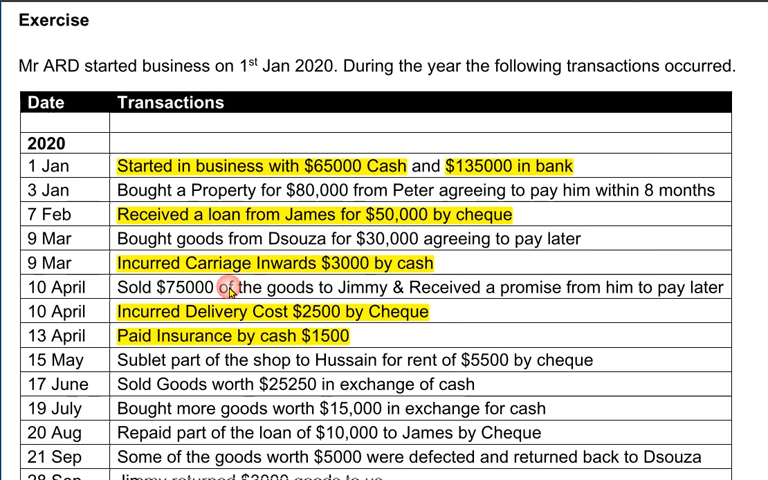 Exercise
Mr ARD started business on 1st Jan 2020. During the year the following transactions occurred.
Date Transactions
2020
1 Jan Started in business with $65000 Cash and $135000 in bank
3 Jan Bought a Property for $80,000 from Peter agreeing to pay him within 8 months
7 Feb Received a loan from James for $50,000 by cheque
9 Mar Bought goods from Dsouza for $30,000 agreeing to pay later
9 Mar Incurred Carriage Inwards $3000 by cash
10 April Sold $75000 of the goods to Jimmy & Received a promise from him to pay later
10 April Incurred Delivery Cost $2500 by Cheque
13 April Paid Insurance by cash $1500
15 May Sublet part of the shop to Hussain for rent of $5500 by cheque
17 June Sold Goods worth $25250 in exchange of cash
19 July Bought more goods worth $15,000 in exchange for cash
20 Aug Repaid part of the loan of $10,000 to James by Cheque
21 Sep Some of the goods worth $5000 were defected and returned back to Dsouza
28 Sep Jimmy returned $3000 goods to us